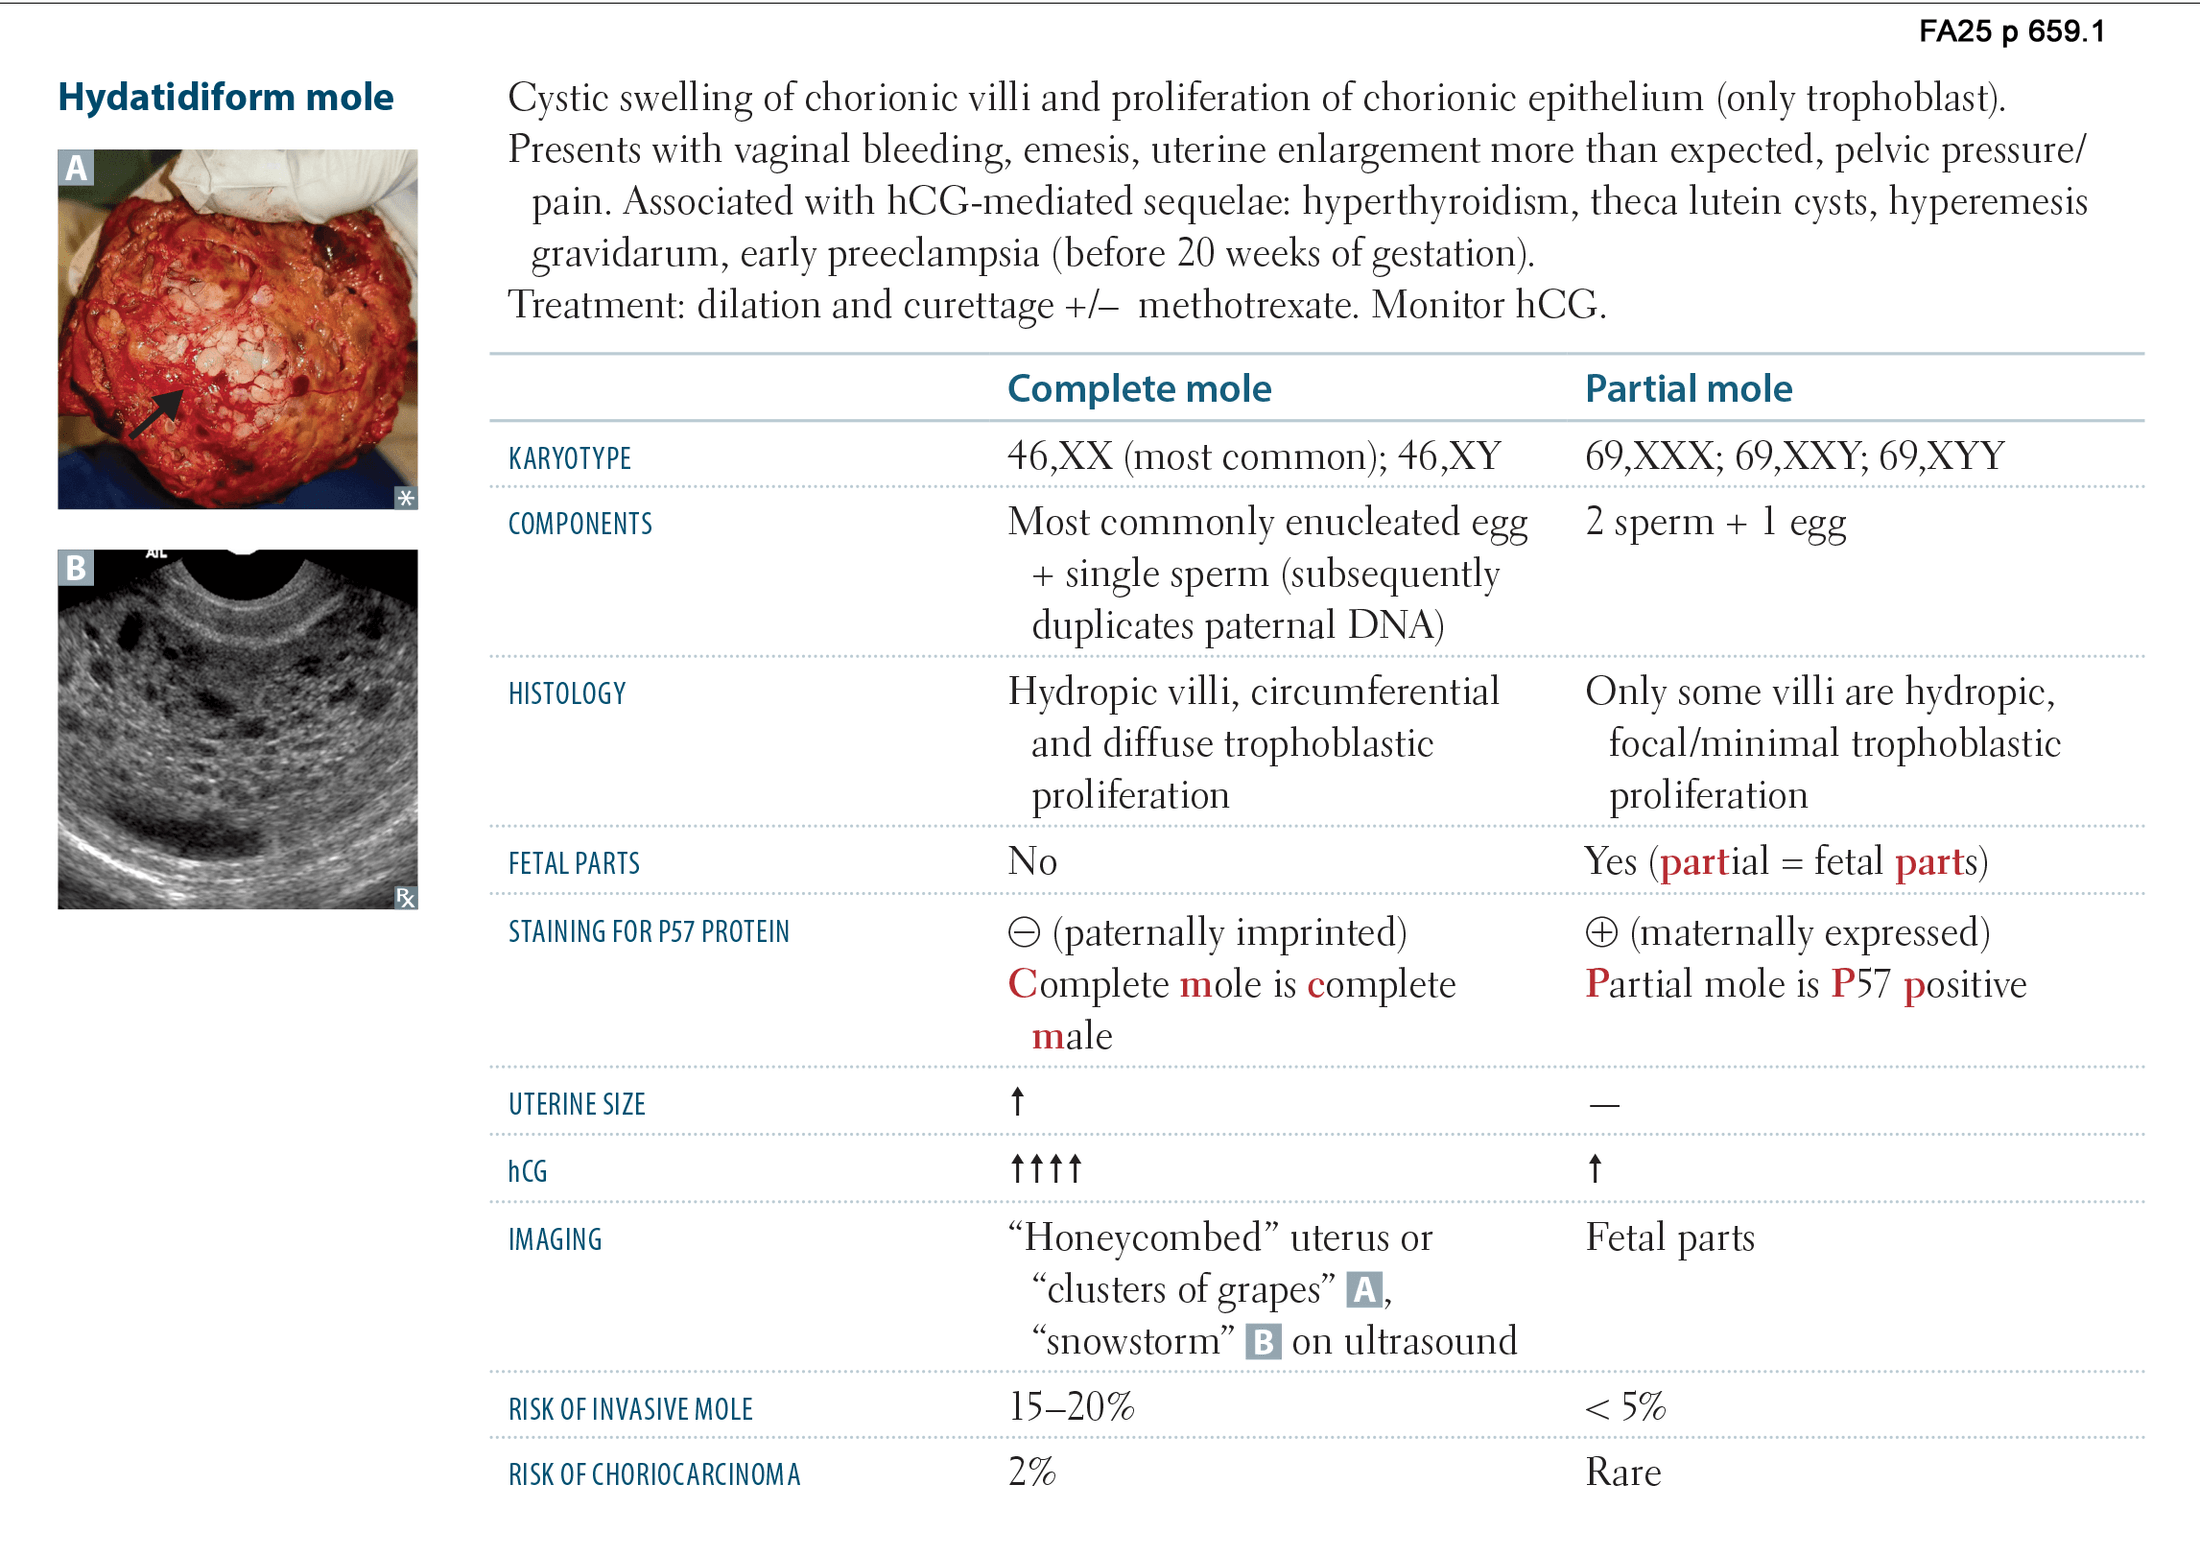 FA25 p 659.1
Hydatidiform mole
Cystic swelling of chorionic villi and proliferation of chorionic epithelium (only trophoblast).
Presents with vaginal bleeding, emesis, uterine enlargement more than expected, pelvic pressure/
pain. Associated with hCG-mediated sequelae: hyperthyroidism, theca lutein cysts, hyperemesis
gravidarum, early preeclampsia (before 20 weeks of gestation).
Treatment: dilation and curettage +/– methotrexate. Monitor hCG.
A
*
B
Rx
Complete mole Partial mole
KARYOTYPE 46,XX (most common); 46,XY 69,XXX; 69,XXY; 69,XYY
COMPONENTS Most commonly enucleated egg 2 sperm + 1 egg
+ single sperm (subsequently
duplicates paternal DNA)
HISTOLOGY Hydropic villi, circumferential Only some villi are hydropic,
and diffuse trophoblastic focal/minimal trophoblastic
proliferation proliferation
FETAL PARTS No Yes (partial = fetal parts)
STAINING FOR P57 PROTEIN ⊖ (paternally imprinted) ⊕ (maternally expressed)
Complete mole is complete Partial mole is P57 positive
male
UTERINE SIZE ↑ —
hCG ↑↑↑↑ ↑
IMAGING “Honeycombed” uterus or Fetal parts
“clusters of grapes” A,
“snowstorm” B on ultrasound
RISK OF INVASIVE MOLE 15–20% < 5%
RISK OF CHORIOCARCINOMA 2% Rare